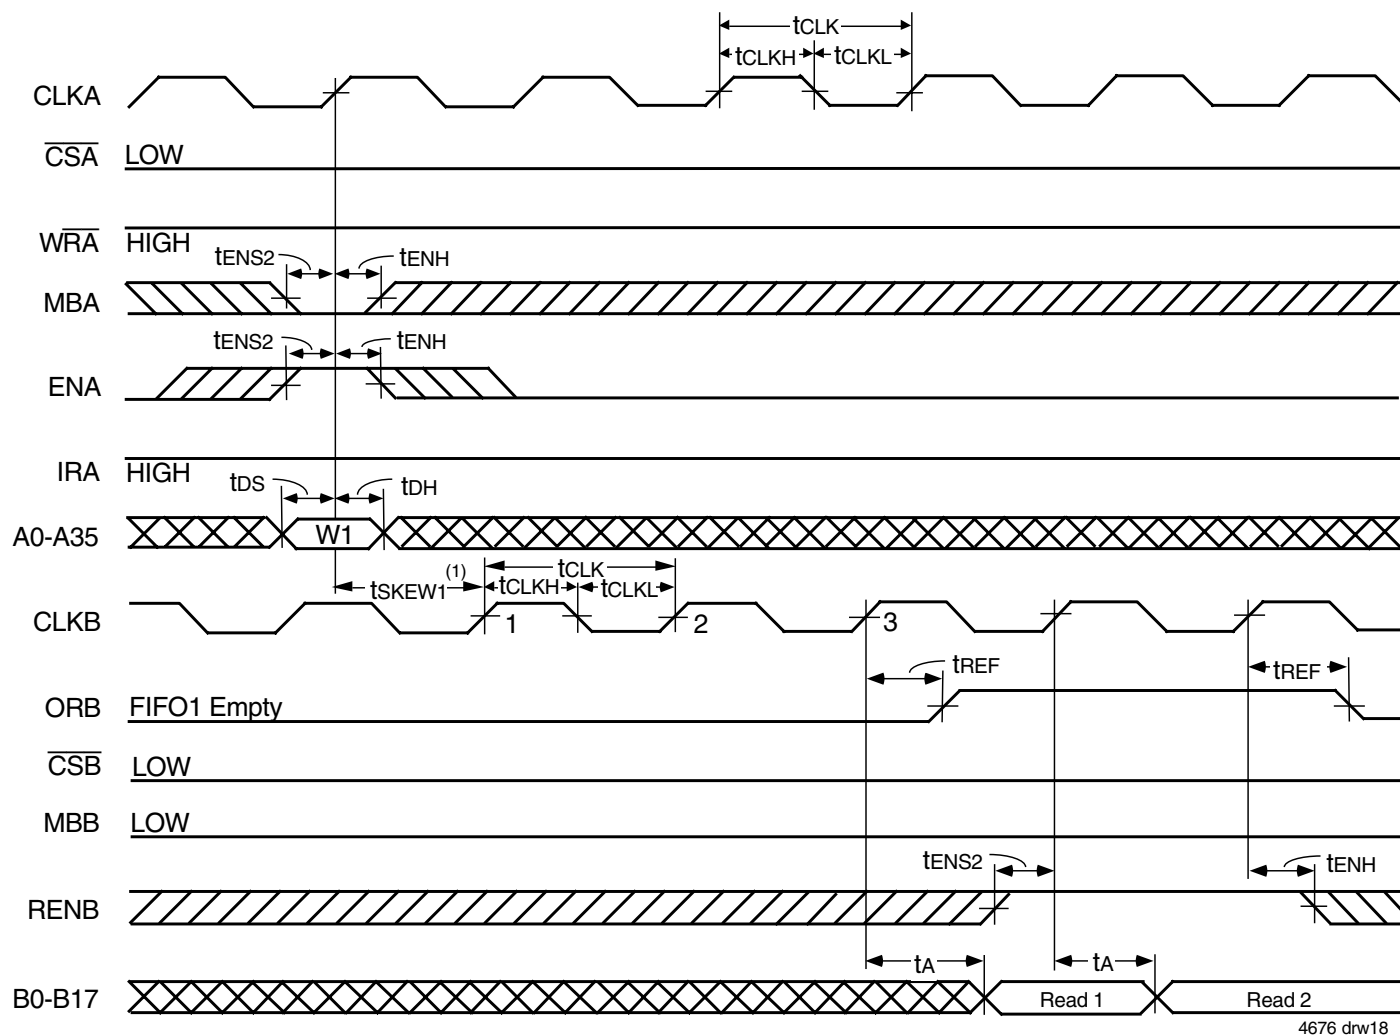 tCLK
tCLKH tCLKL
CLKA
CSA LOW
WRA HIGH
tENS2 tENH
MBA
tENS2 tENH
ENA
IRA HIGH
tDS tDH
A0-A35 W1
tSKEW1(1) tCLK
tCLKH tCLKL
CLKB 1 2 3
tREF tREF
ORB FIFO1 Empty
CSB LOW
MBB LOW
tENS2 tENH
RENB
tA tA
B0-B17 Read 1 Read 2
4676 drw18